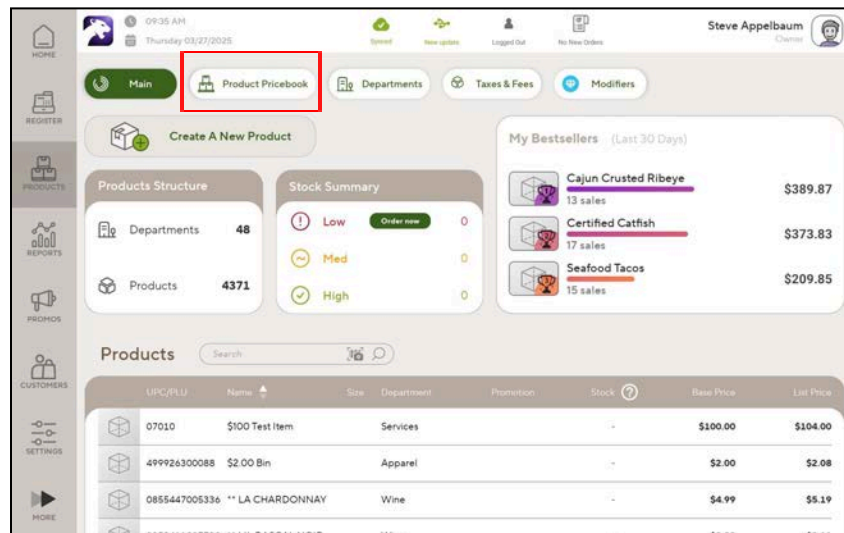 09:35 AM
Thursday 03/27/2025
Synced
New update
Logged Out
No New Orders
Steve Appelbaum
Owner
HOME
REGISTER
PRODUCTS
REPORTS
PROMOS
CUSTOMERS
SETTINGS
MORE
Main
Product Pricebook
Departments
Taxes & Fees
Modifiers
Create A New Product
My Bestsellers (Last 30 Days)
Cajun Crusted Ribeye
13 sales
$389.87
Certified Catfish
17 sales
$373.83
Seafood Tacos
15 sales
$209.85
Products Structure
Departments 48
Products 4371
Stock Summary
Low Order now 0
Med 0
High 0
Products
Search
UPC/PLU Name Size Department Promotion Stock ? Base Price List Price
07010 $100 Test Item Services - $100.00 $104.00
499926300088 $2.00 Bin Apparel - $2.00 $2.08
0855447005336 ** LA CHARDONNAY Wine - $4.99 $5.19